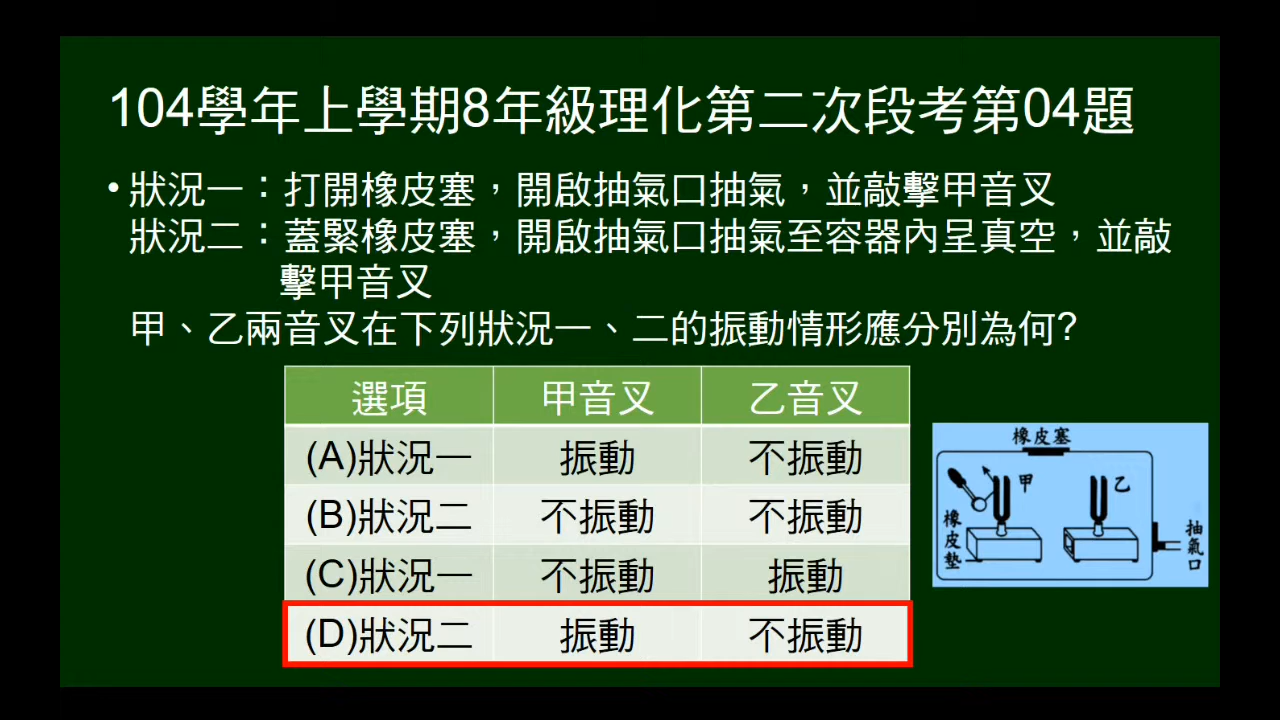 104學年上學期8年級理化第二次段考第04題
•狀況一：打開橡皮塞，開啟抽氣口抽氣，並敲擊甲音叉
狀況二：蓋緊橡皮塞，開啟抽氣口抽氣至容器內呈真空，並敲
擊甲音叉
甲、乙兩音叉在下列狀況一、二的振動情形應分別為何?
選項 甲音叉 乙音叉
(A)狀況一 振動 不振動
(B)狀況二 不振動 不振動
(C)狀況一 不振動 振動
(D)狀況二 振動 不振動
橡皮塞
甲
乙
橡皮墊
抽氣口